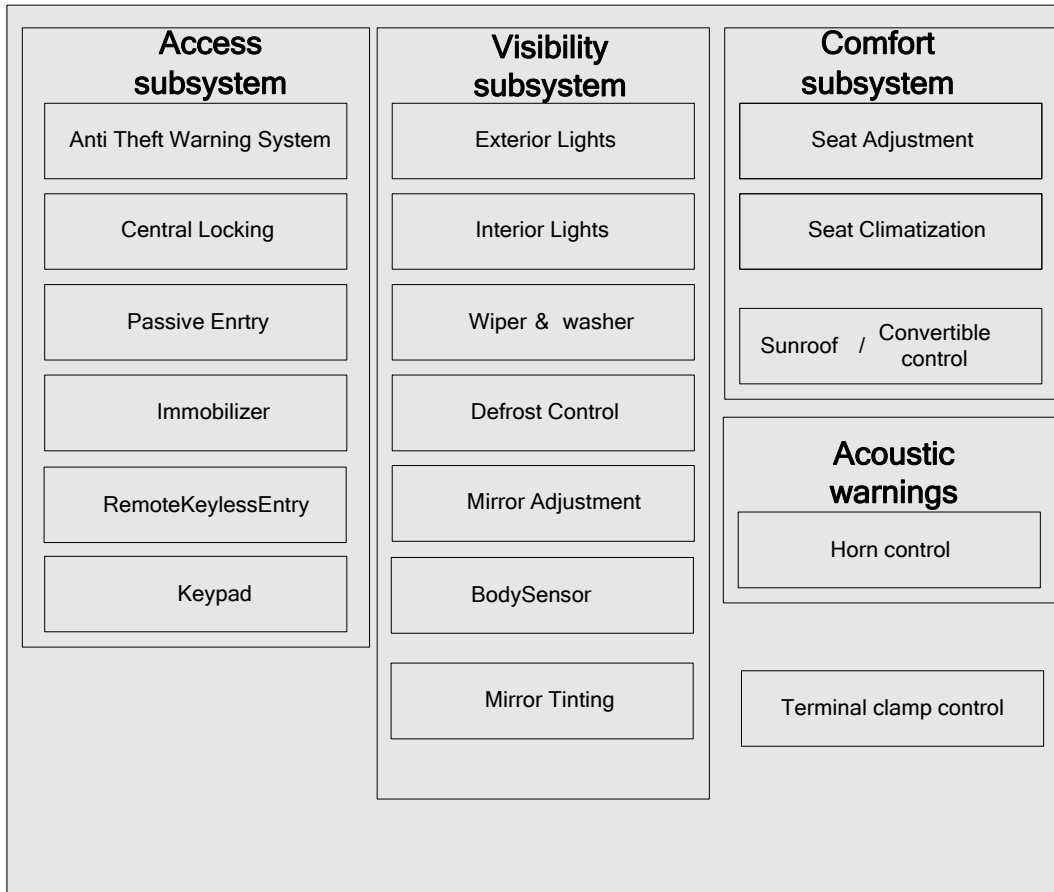 Access
subsystem
Anti Theft Warning System
Central Locking
Passive Enrtry
Immobilizer
RemoteKeylessEntry
Keypad
Visibility
subsystem
Exterior Lights
Interior Lights
Wiper & washer
Defrost Control
Mirror Adjustment
BodySensor
Mirror Tinting
Comfort
subsystem
Seat Adjustment
Seat Climatization
Sunroof / Convertible
control
Acoustic
warnings
Horn control
Terminal clamp control